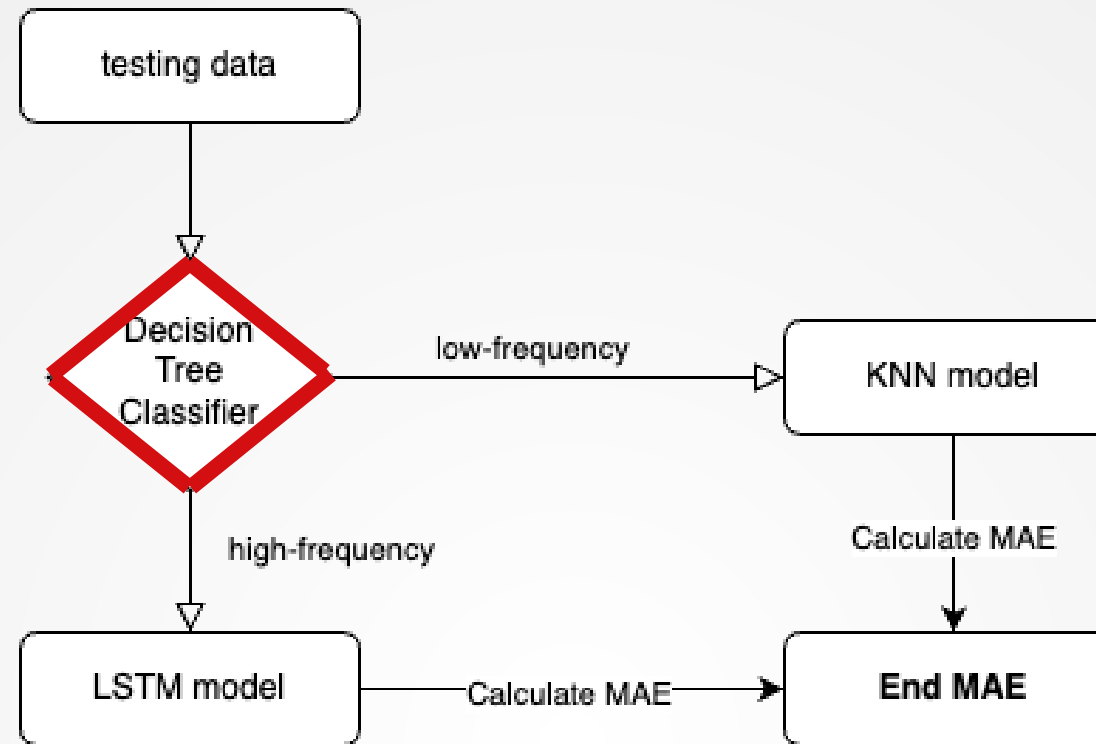 testing data
Decision
Tree
Classifier
low-frequency
KNN model
high-frequency
Calculate MAE
LSTM model
Calculate MAE
End MAE